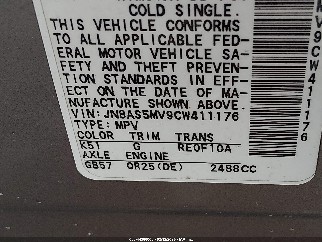 COLD SINGLE.
THIS VEHICLE CONFORMS
TO ALL APPLICABLE FED-
ERAL MOTOR VEHICLE SA-
FETY AND THEFT PREVEN-
TION STANDARDS IN EFF-
ECT ON THE DATE OF MA-
NUFACTURE SHOWN ABOVE.
VIN: JN8AS5MV9CW411176
TYPE: MPV
COLOR TRIM TRANS
K51 G RE0F10A
AXLE ENGINE
GB57 QR25(DE) 2488CC